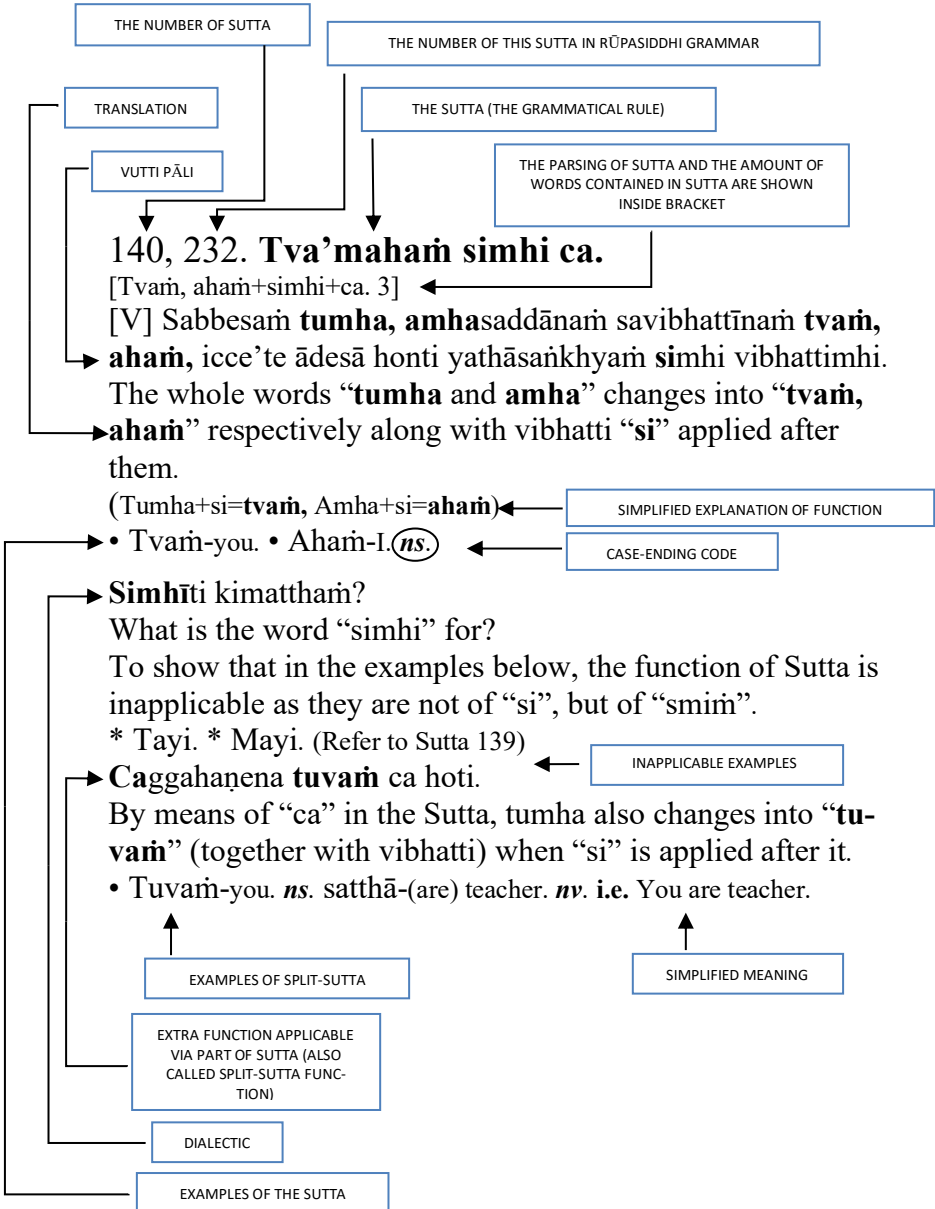 THE NUMBER OF SUTTA
THE NUMBER OF THIS SUTTA IN RŪPASIDDHI GRAMMAR
TRANSLATION
THE SUTTA (THE GRAMMATICAL RULE)
VUTTI PĀLI
THE PARSING OF SUTTA AND THE AMOUNT OF
WORDS CONTAINED IN SUTTA ARE SHOWN
INSIDE BRACKET
140, 232. Tva’mahaṁ simhi ca.
[Tvaṁ, ahaṁ+simhi+ca. 3]
[V] Sabbesaṁ tumha, amhasaddānaṁ savibhattīnaṁ tvaṁ,
ahaṁ, icce’te ādesā honti yathāsaṅkhyaṁ simhi vibhattimhi.
The whole words “tumha and amha” changes into “tvaṁ,
ahaṁ” respectively along with vibhatti “si” applied after
them.
(Tumha+si=tvaṁ, Amha+si=ahaṁ)
SIMPLIFIED EXPLANATION OF FUNCTION
• Tvaṁ-you. • Ahaṁ-I. ns.
CASE-ENDING CODE
Simhīti kimatthaṁ?
What is the word “simhi” for?
To show that in the examples below, the function of Sutta is
inapplicable as they are not of “si”, but of “smiṁ”.
* Tayi. * Mayi. (Refer to Sutta 139)
INAPPLICABLE EXAMPLES
Caggahaṇena tuvaṁ ca hoti.
By means of “ca” in the Sutta, tumha also changes into “tu-
vaṁ” (together with vibhatti) when “si” is applied after it.
• Tuvaṁ-you. ns. satthā-(are) teacher. nv. i.e. You are teacher.
EXAMPLES OF SPLIT-SUTTA
SIMPLIFIED MEANING
EXTRA FUNCTION APPLICABLE
VIA PART OF SUTTA (ALSO
CALLED SPLIT-SUTTA FUNC-
TION)
DIALECTIC
EXAMPLES OF THE SUTTA